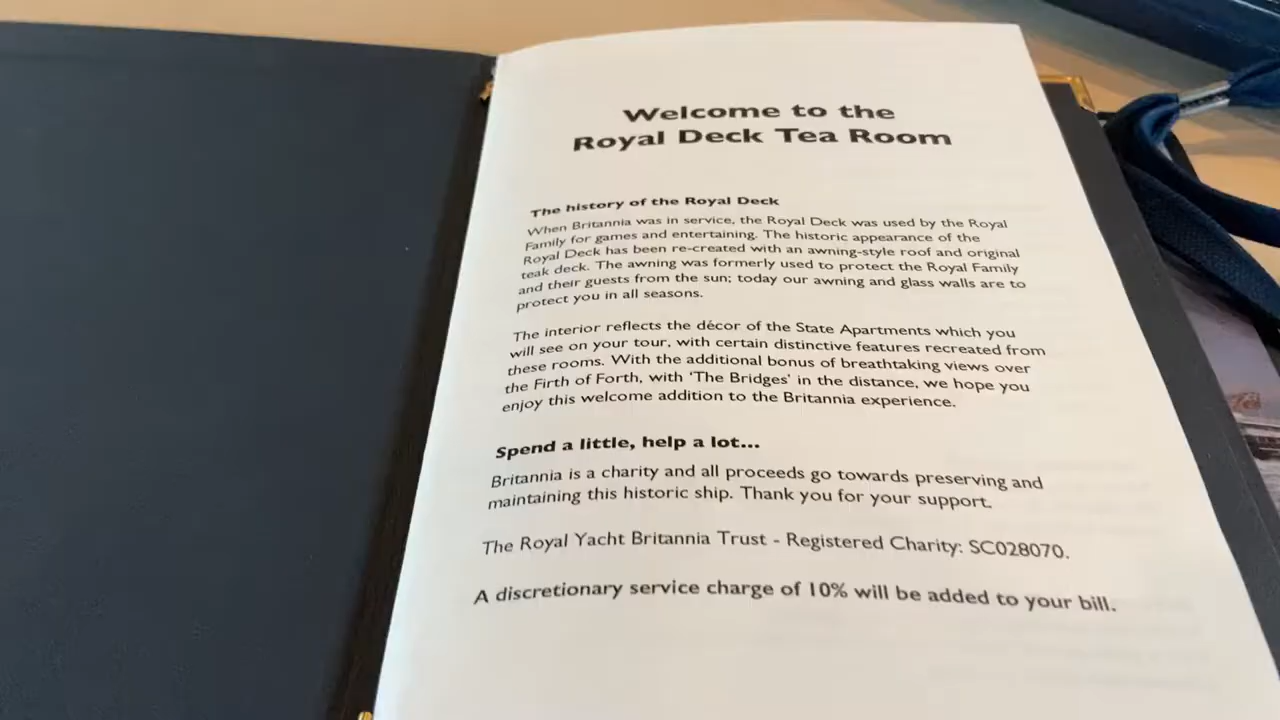 Welcome to the
Royal Deck Tea Room
The history of the Royal Deck
When Britannia was in service, the Royal Deck was used by the Royal
Family for games and entertaining. The historic appearance of the
Royal Deck has been re-created with an awning-style roof and original
teak deck. The awning was formerly used to protect the Royal Family
and their guests from the sun; today our awning and glass walls are to
protect you in all seasons.
The interior reflects the décor of the State Apartments which you
will see on your tour, with certain distinctive features recreated from
these rooms. With the additional bonus of breathtaking views over
the Firth of Forth, with ‘The Bridges’ in the distance, we hope you
enjoy this welcome addition to the Britannia experience.
Spend a little, help a lot...
Britannia is a charity and all proceeds go towards preserving and
maintaining this historic ship. Thank you for your support.
The Royal Yacht Britannia Trust - Registered Charity: SC028070.
A discretionary service charge of 10% will be added to your bill.